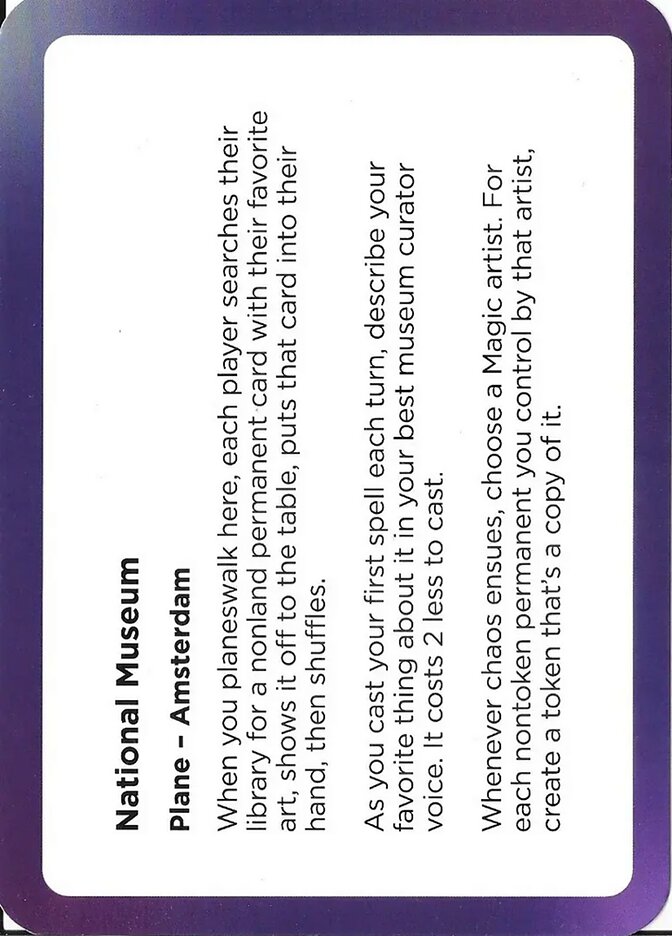 National Museum
Plane – Amsterdam
When you planeswalk here, each player searches their
library for a nonland permanent card with their favorite
art, shows it off to the table, puts that card into their
hand, then shuffles.
As you cast your first spell each turn, describe your
favorite thing about it in your best museum curator
voice. It costs 2 less to cast.
Whenever chaos ensues, choose a Magic artist. For
each nontoken permanent you control by that artist,
create a token that's a copy of it.